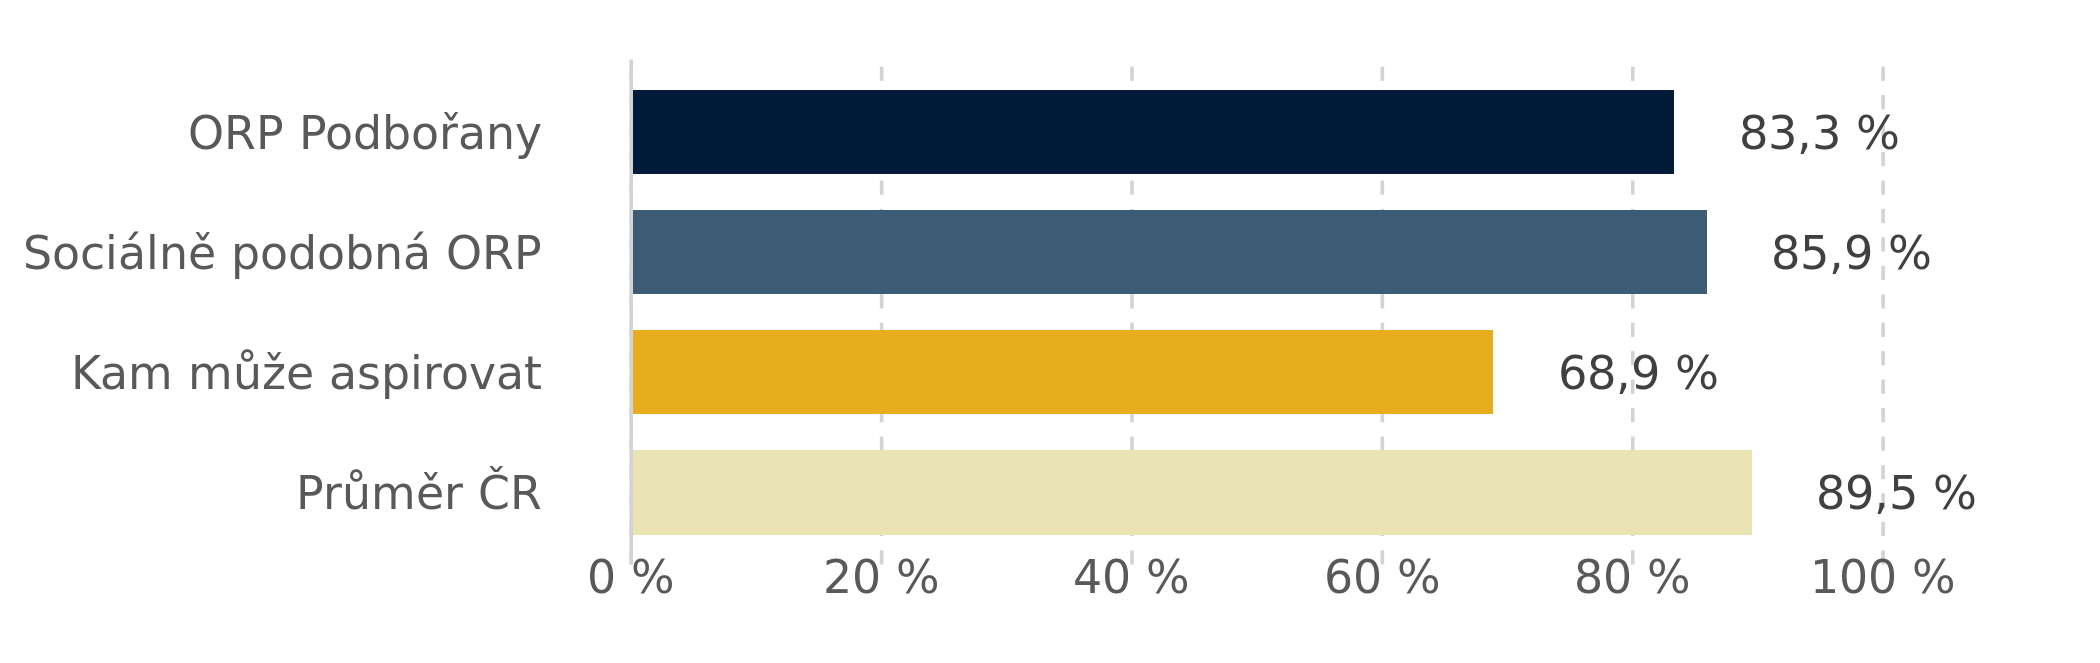 ORP Podbořany
83,3 %
Sociálně podobná ORP
85,9 %
Kam může aspirovat
68,9 %
Průměr ČR
89,5 %
0 %
20 %
40 %
60 %
80 %
100 %